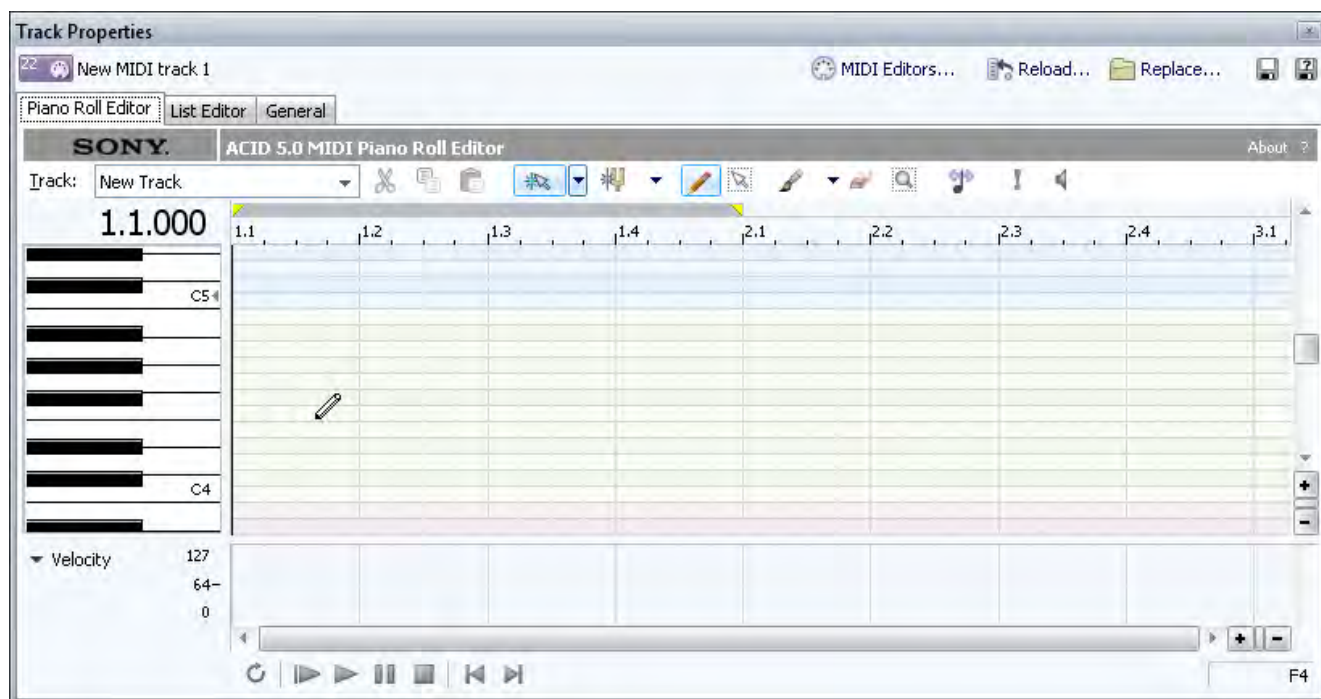 Track Properties
22 New MIDI track 1 MIDI Editors... Reload... Replace...
Piano Roll Editor List Editor General
SONY. ACID 5.0 MIDI Piano Roll Editor About ?
Track: New Track
1.1.000
1.1 1.2 1.3 1.4 2.1 2.2 2.3 2.4 3.1
C5
C4
Velocity 127
64
0
F4